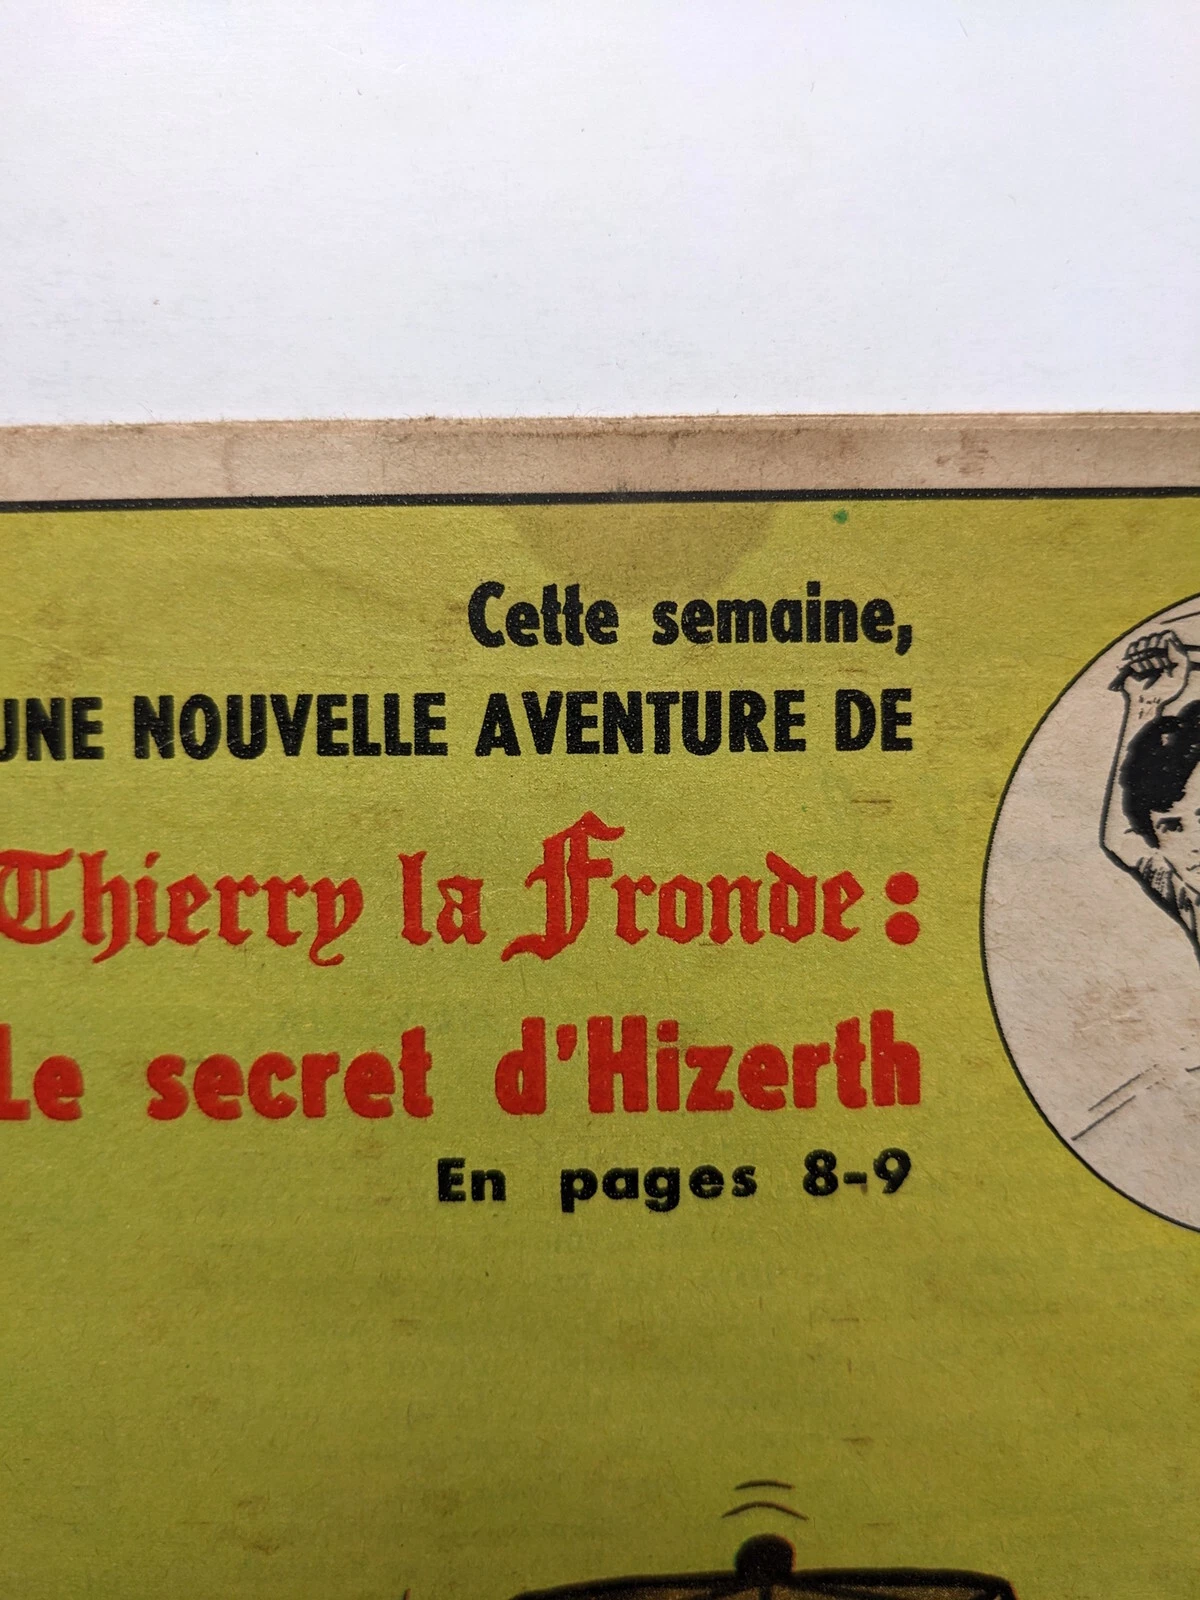 Cette semaine,
UNE NOUVELLE AVENTURE DE
Thierry la Fronde :
Le secret d'Hizerth
En pages 8-9